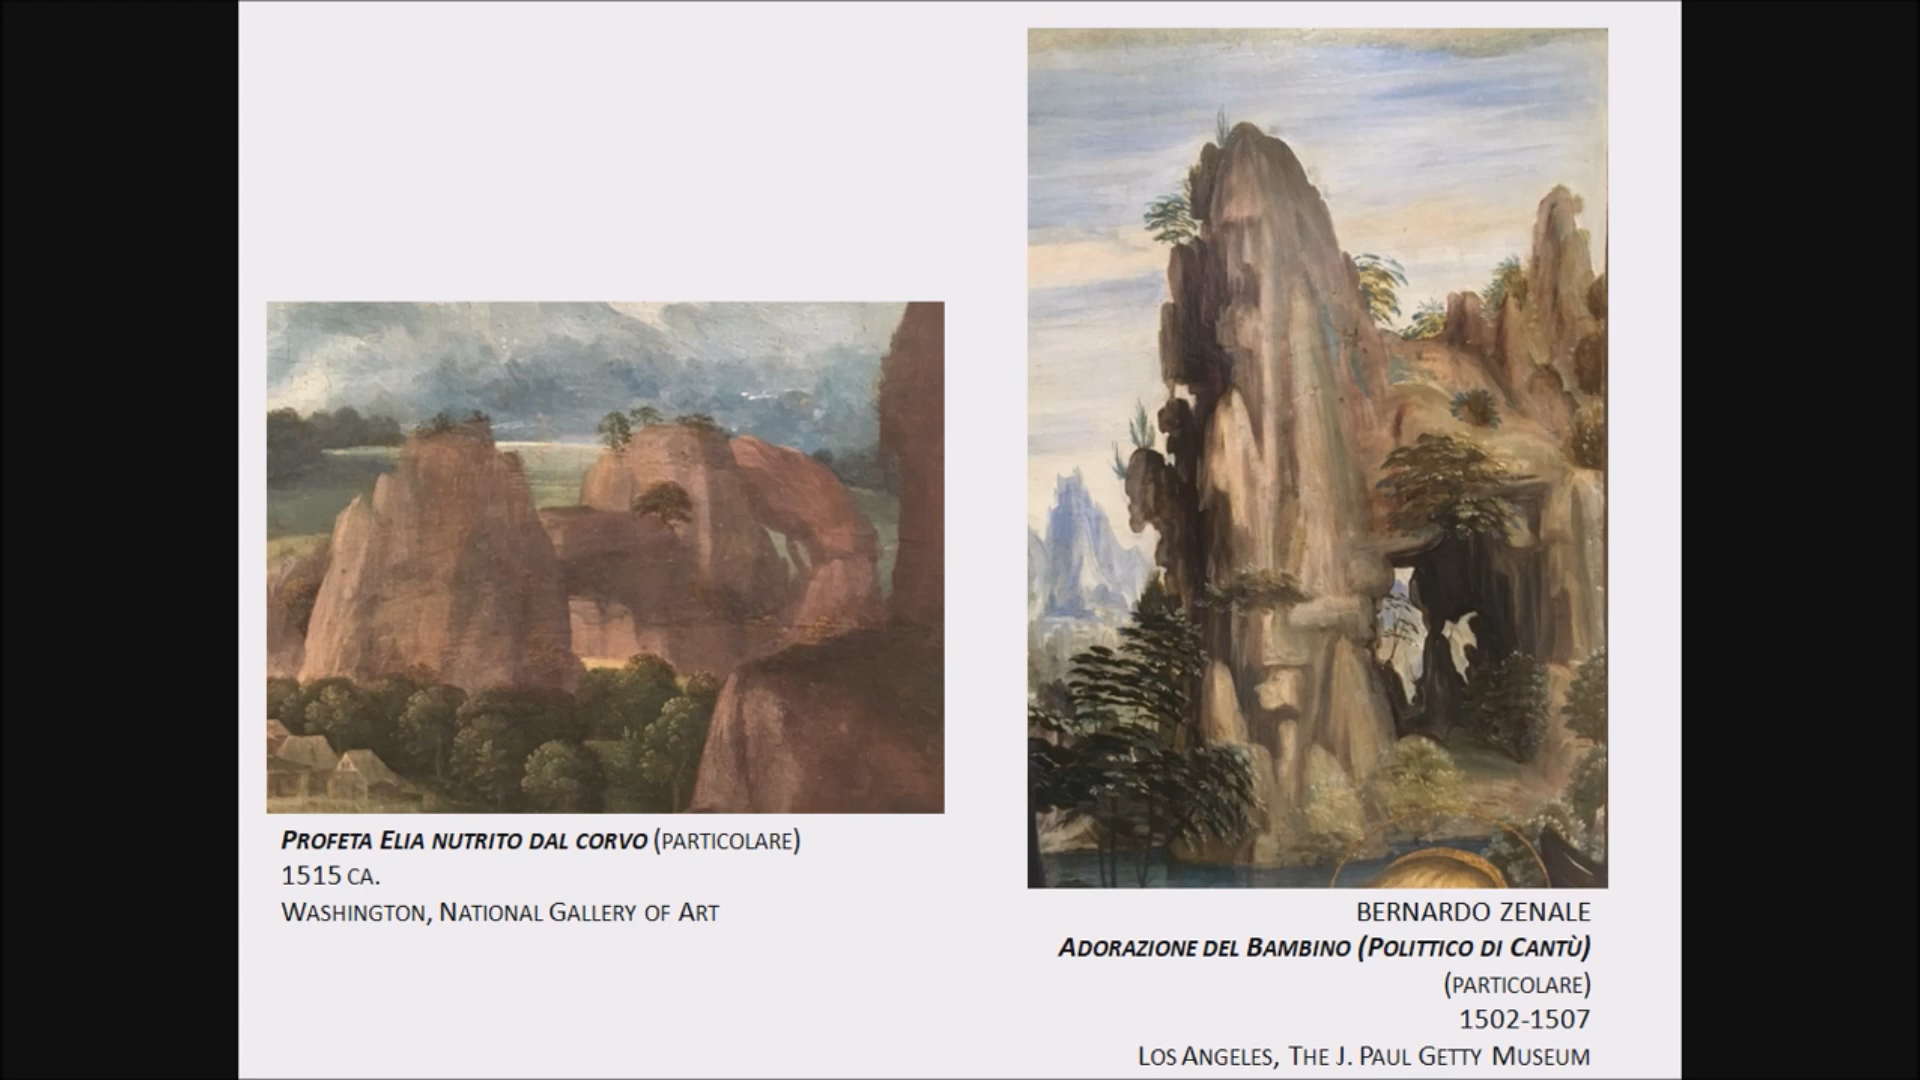 PROFETA ELIA NUTRITO DAL CORVO (PARTICOLARE)
1515 CA.
WASHINGTON, NATIONAL GALLERY OF ART
BERNARDO ZENALE
ADORAZIONE DEL BAMBINO (POLITTICO DI CANTÙ)
(PARTICOLARE)
1502-1507
LOS ANGELES, THE J. PAUL GETTY MUSEUM